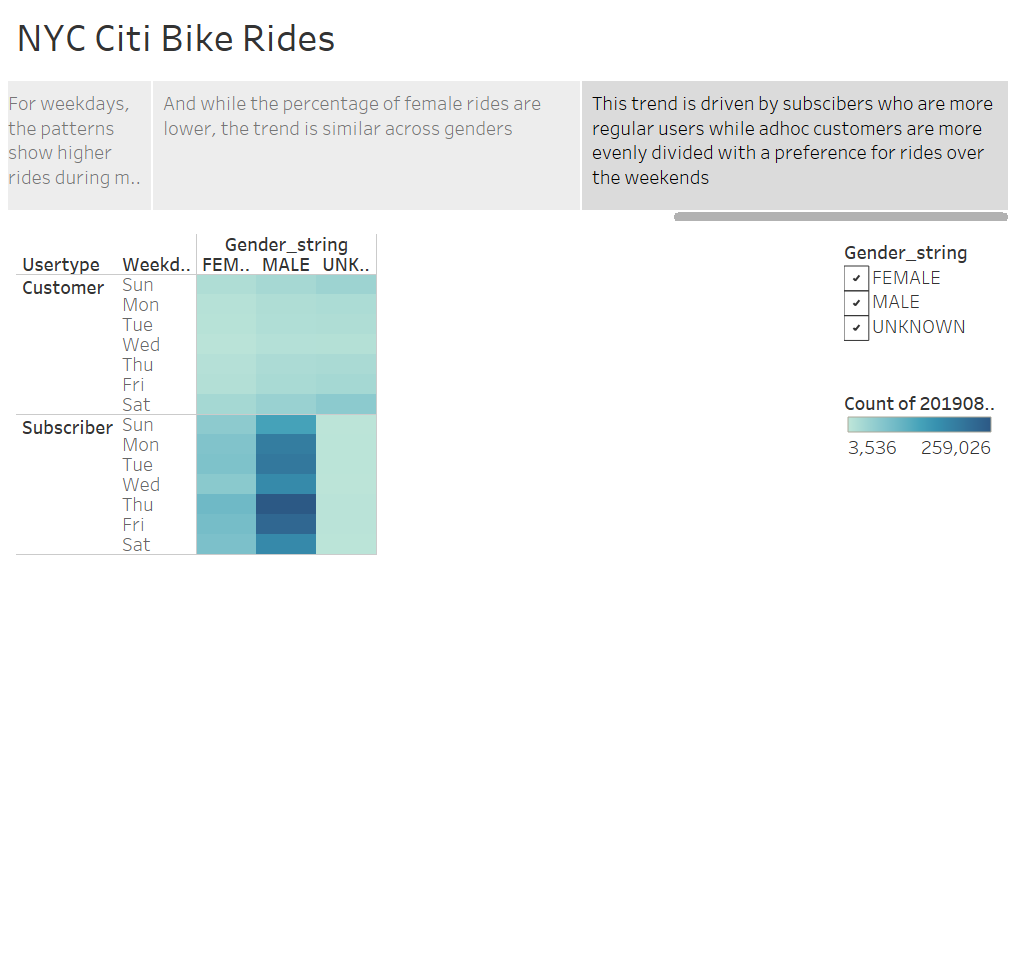 NYC Citi Bike Rides
For weekdays,
the patterns
show higher
rides during m..
And while the percentage of female rides are
lower, the trend is similar across genders
This trend is driven by subscibers who are more
regular users while adhoc customers are more
evenly divided with a preference for rides over
the weekends
Gender_string
Usertype Weekd.. FEM.. MALE UNK..
Customer Sun
Mon
Tue
Wed
Thu
Fri
Sat
Subscriber Sun
Mon
Tue
Wed
Thu
Fri
Sat
Gender_string
FEMALE
MALE
UNKNOWN
Count of 201908..
3,536 259,026